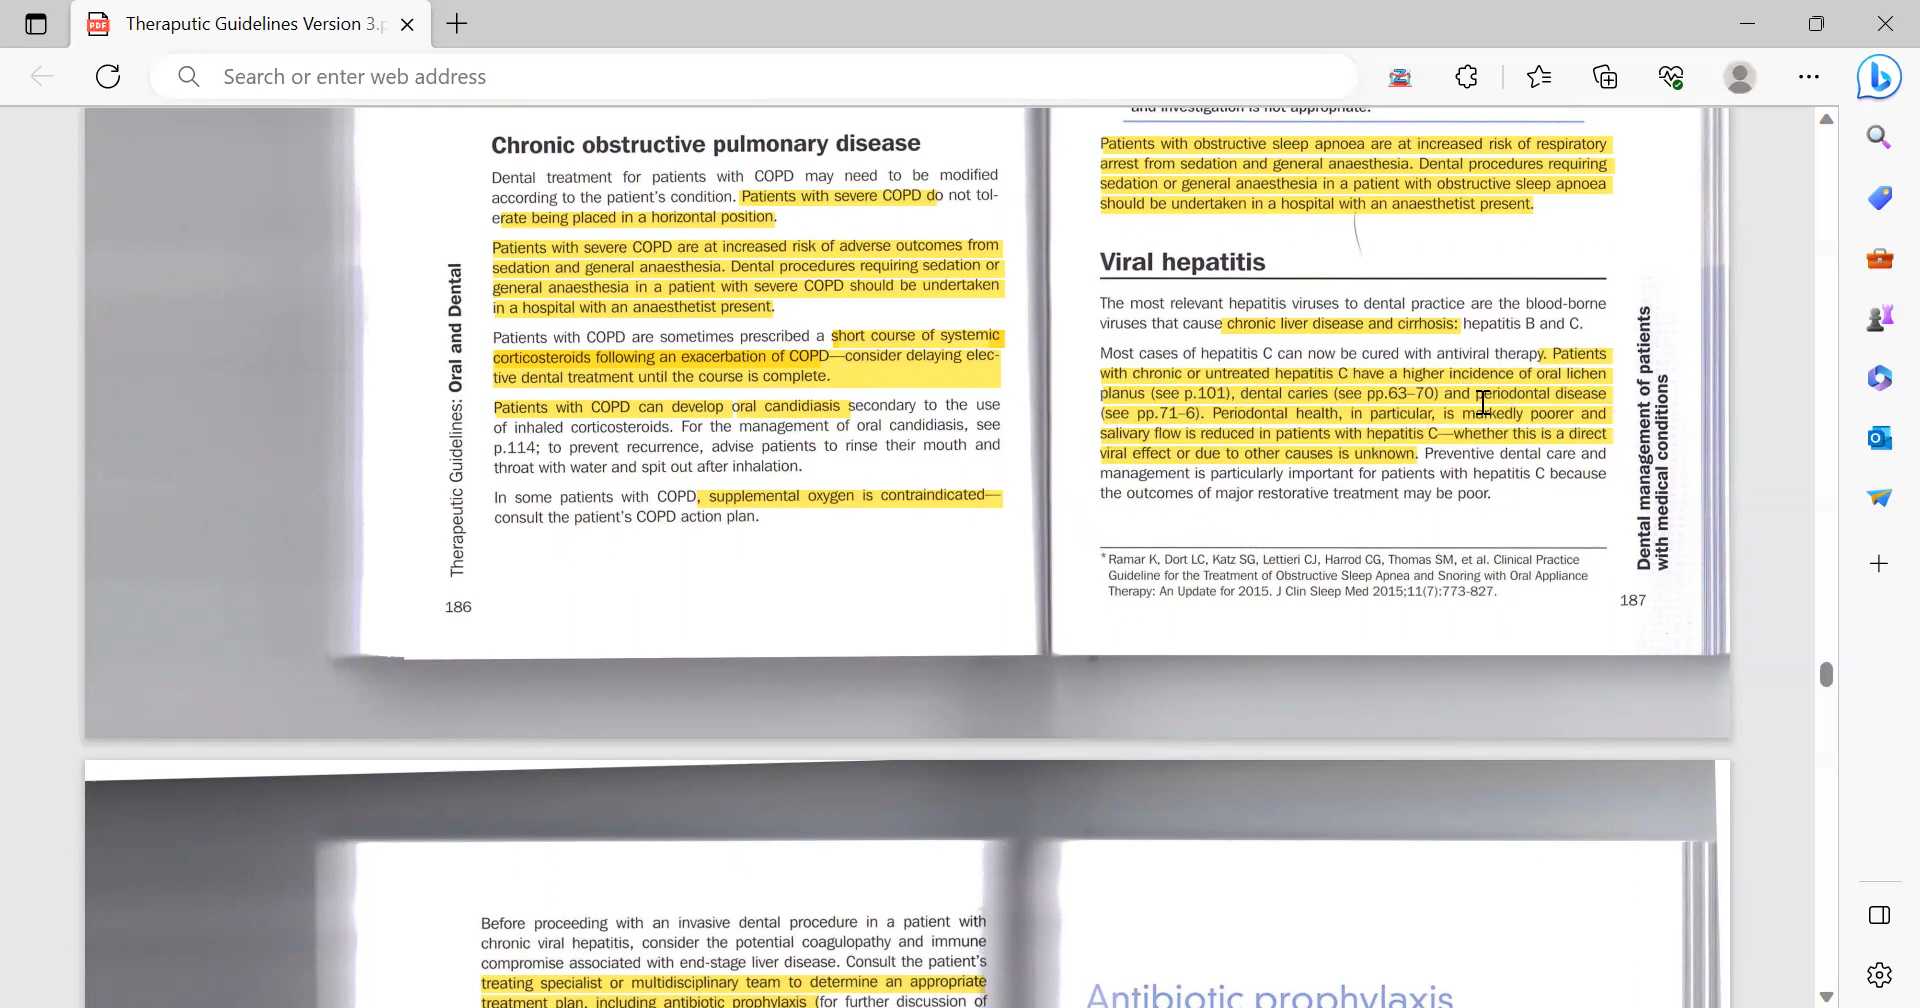 Theraputic Guidelines Version 3.p
Search or enter web address
Chronic obstructive pulmonary disease
Dental treatment for patients with COPD may need to be modified
according to the patient's condition. Patients with severe COPD do not tol-
erate being placed in a horizontal position.
Patients with severe COPD are at increased risk of adverse outcomes from
sedation and general anaesthesia. Dental procedures requiring sedation or
general anaesthesia in a patient with severe COPD should be undertaken
in a hospital with an anaesthetist present.
Patients with COPD are sometimes prescribed a short course of systemic
corticosteroids following an exacerbation of COPD—consider delaying elec-
tive dental treatment until the course is complete.
Patients with COPD can develop oral candidiasis secondary to the use
of inhaled corticosteroids. For the management of oral candidiasis, see
p.114; to prevent recurrence, advise patients to rinse their mouth and
throat with water and spit out after inhalation.
In some patients with COPD, supplemental oxygen is contraindicated—
consult the patient's COPD action plan.
Therapeutic Guidelines: Oral and Dental
186
and investigation is not appropriate.
Patients with obstructive sleep apnoea are at increased risk of respiratory
arrest from sedation and general anaesthesia. Dental procedures requiring
sedation or general anaesthesia in a patient with obstructive sleep apnoea
should be undertaken in a hospital with an anaesthetist present.
Viral hepatitis
The most relevant hepatitis viruses to dental practice are the blood-borne
viruses that cause chronic liver disease and cirrhosis: hepatitis B and C.
Most cases of hepatitis C can now be cured with antiviral therapy. Patients
with chronic or untreated hepatitis C have a higher incidence of oral lichen
planus (see p.101), dental caries (see pp.63–70) and periodontal disease
(see pp.71–6). Periodontal health, in particular, is markedly poorer and
salivary flow is reduced in patients with hepatitis C—whether this is a direct
viral effect or due to other causes is unknown. Preventive dental care and
management is particularly important for patients with hepatitis C because
the outcomes of major restorative treatment may be poor.
* Ramar K, Dort LC, Katz SG, Lettieri CJ, Harrod CG, Thomas SM, et al. Clinical Practice
Guideline for the Treatment of Obstructive Sleep Apnea and Snoring with Oral Appliance
Therapy: An Update for 2015. J Clin Sleep Med 2015;11(7):773-827.
Dental management of patients
with medical conditions
187
Before proceeding with an invasive dental procedure in a patient with
chronic viral hepatitis, consider the potential coagulopathy and immune
compromise associated with end-stage liver disease. Consult the patient's
treating specialist or multidisciplinary team to determine an appropriate
treatment plan, including antibiotic prophylaxis (for further discussion of
Antibiotic prophylaxis